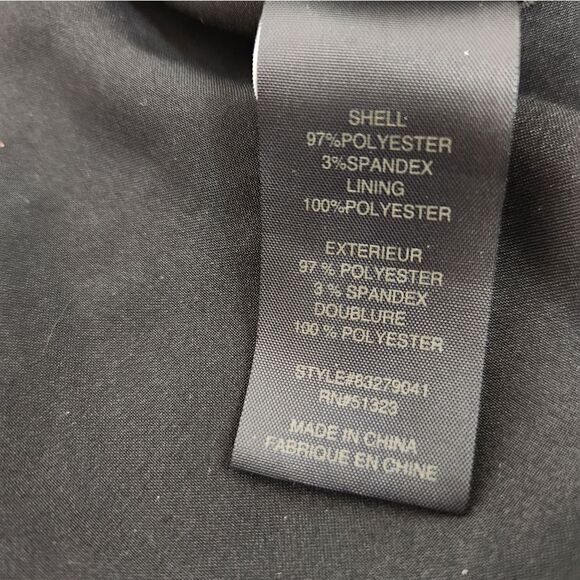 SHELL:
97%POLYESTER
3%SPANDEX
LINING
100%POLYESTER
EXTERIEUR
97 % POLYESTER
3 % SPANDEX
DOUBLURE
100 % POLYESTER
STYLE#83279041
RN#51323
MADE IN CHINA
FABRIQUE EN CHINE